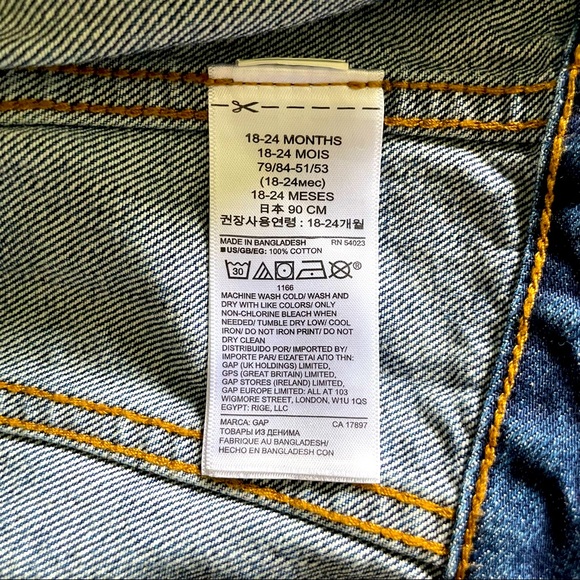 18-24 MONTHS
18-24 MOIS
79/84-51/53
(18-24мес)
18-24 MESES
日本 90 CM
권장사용연령 : 18-24개월
MADE IN BANGLADESH RN 54023
■ US/GB/EG: 100% COTTON
30
1166
MACHINE WASH COLD/ WASH AND
DRY WITH LIKE COLORS/ ONLY
NON-CHLORINE BLEACH WHEN
NEEDED/ TUMBLE DRY LOW/ COOL
IRON/ DO NOT IRON PRINT/ DO NOT
DRY CLEAN
DISTRIBUIDO POR/ IMPORTED BY/
IMPORTE PAR/ ΕΙΣΑΓΕΤΑΙ ΑΠΟ ΤΗΝ:
GAP (UK HOLDINGS) LIMITED,
GPS (GREAT BRITAIN) LIMITED,
GAP STORES (IRELAND) LIMITED,
GAP EUROPE LIMITED: ALL AT 103
WIGMORE STREET, LONDON, W1U 1QS
EGYPT: RIGE, LLC
MARCA: GAP CA 17897
ТОВАРЫ ИЗ ДЕНИМА
FABRIQUE AU BANGLADESH/
HECHO EN BANGLADESH CON